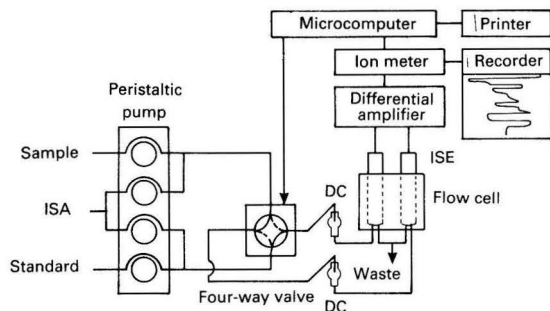 Microcomputer
Printer
Ion meter
Recorder
Peristaltic
pump
Differential
amplifier
Sample
ISE
ISA
DC
Flow cell
Standard
Waste
Four-way valve
DC